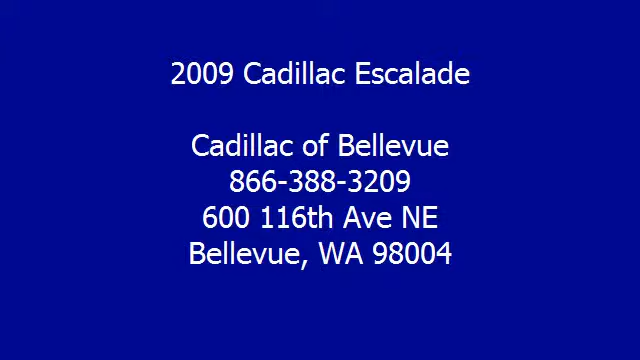 2009 Cadillac Escalade
Cadillac of Bellevue
866-388-3209
600 116th Ave NE
Bellevue, WA 98004